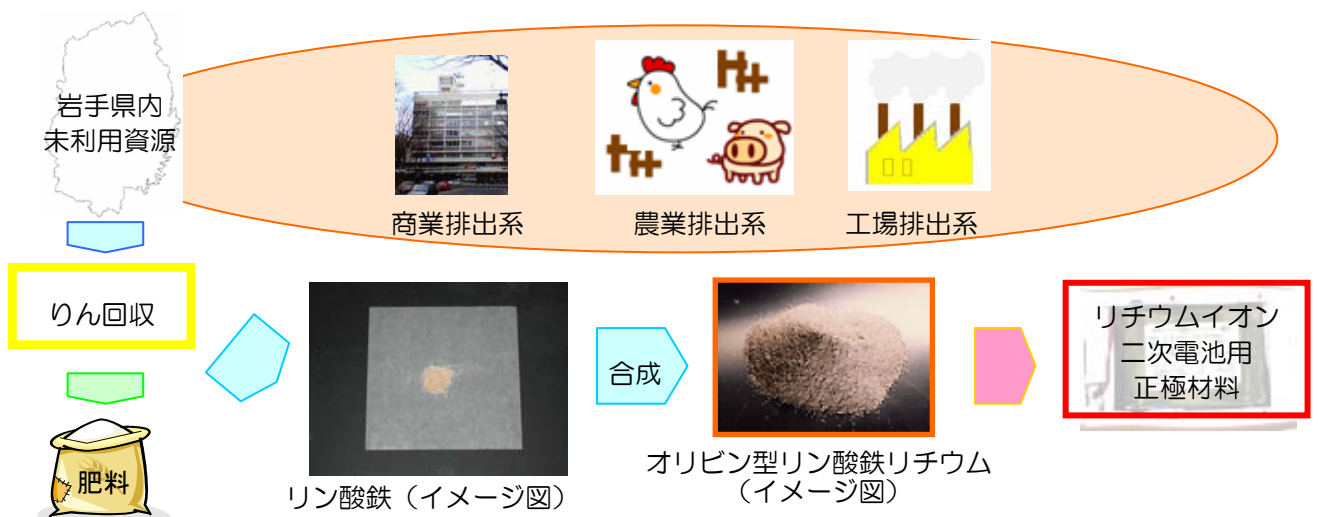 岩手県内
未利用資源
商業排出系
農業排出系
工場排出系
りん回収
肥料
リン酸鉄（イメージ図）
合成
オリビン型リン酸鉄リチウム
（イメージ図）
リチウムイオン
二次電池用
正極材料